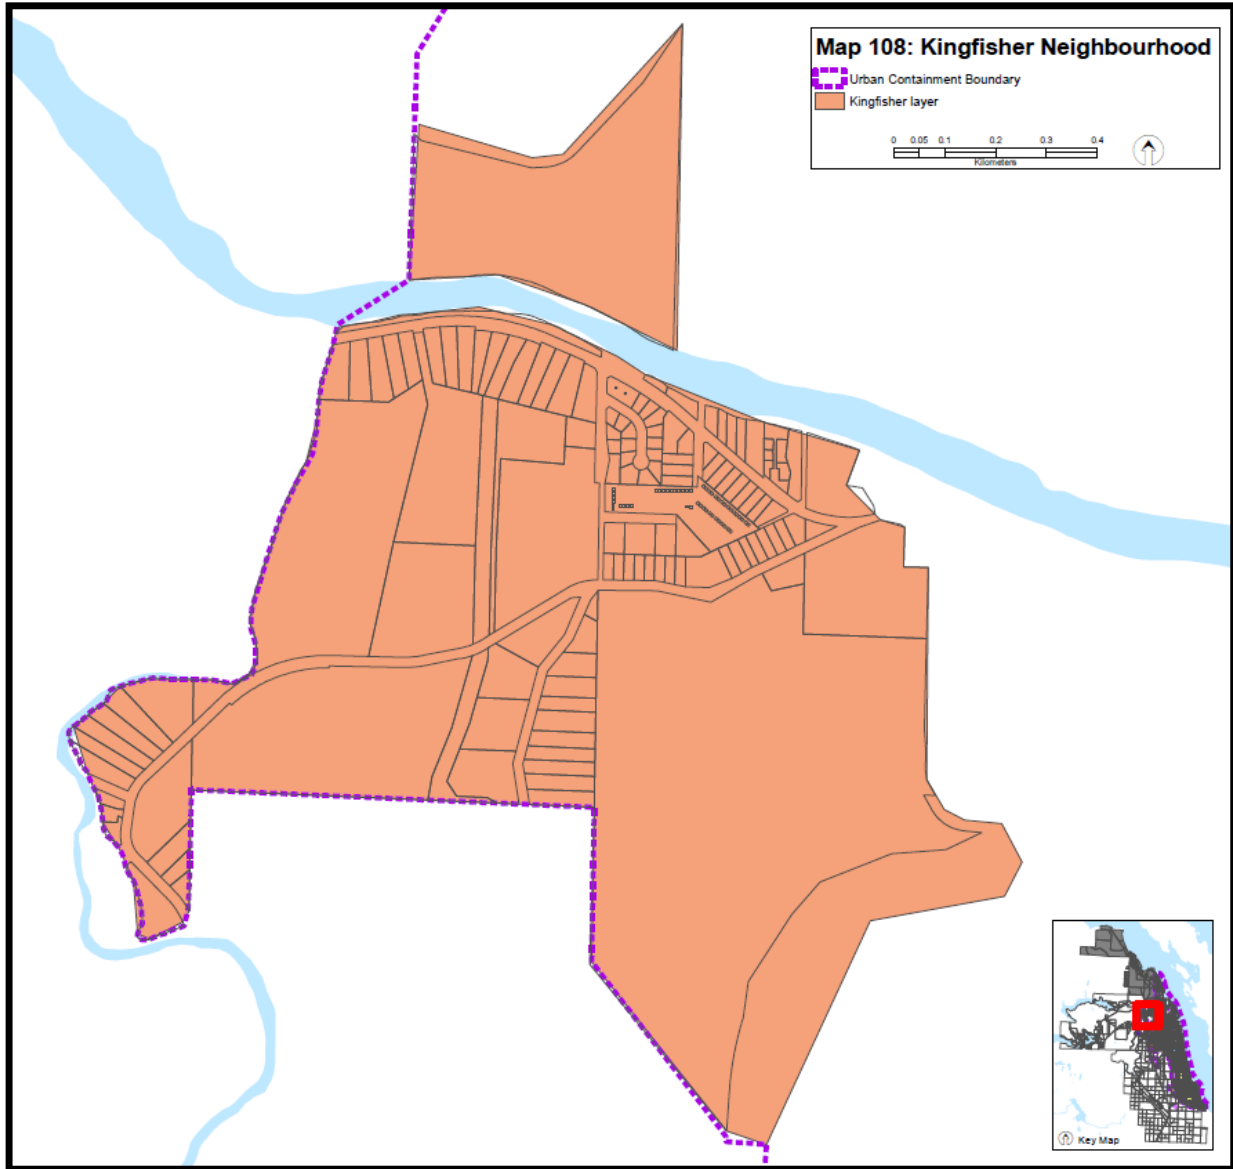 Map 108: Kingfisher Neighbourhood
Urban Containment Boundary
Kingfisher layer
0 0.05 0.1 0.2 0.3 0.4
Kilometers
Key Map